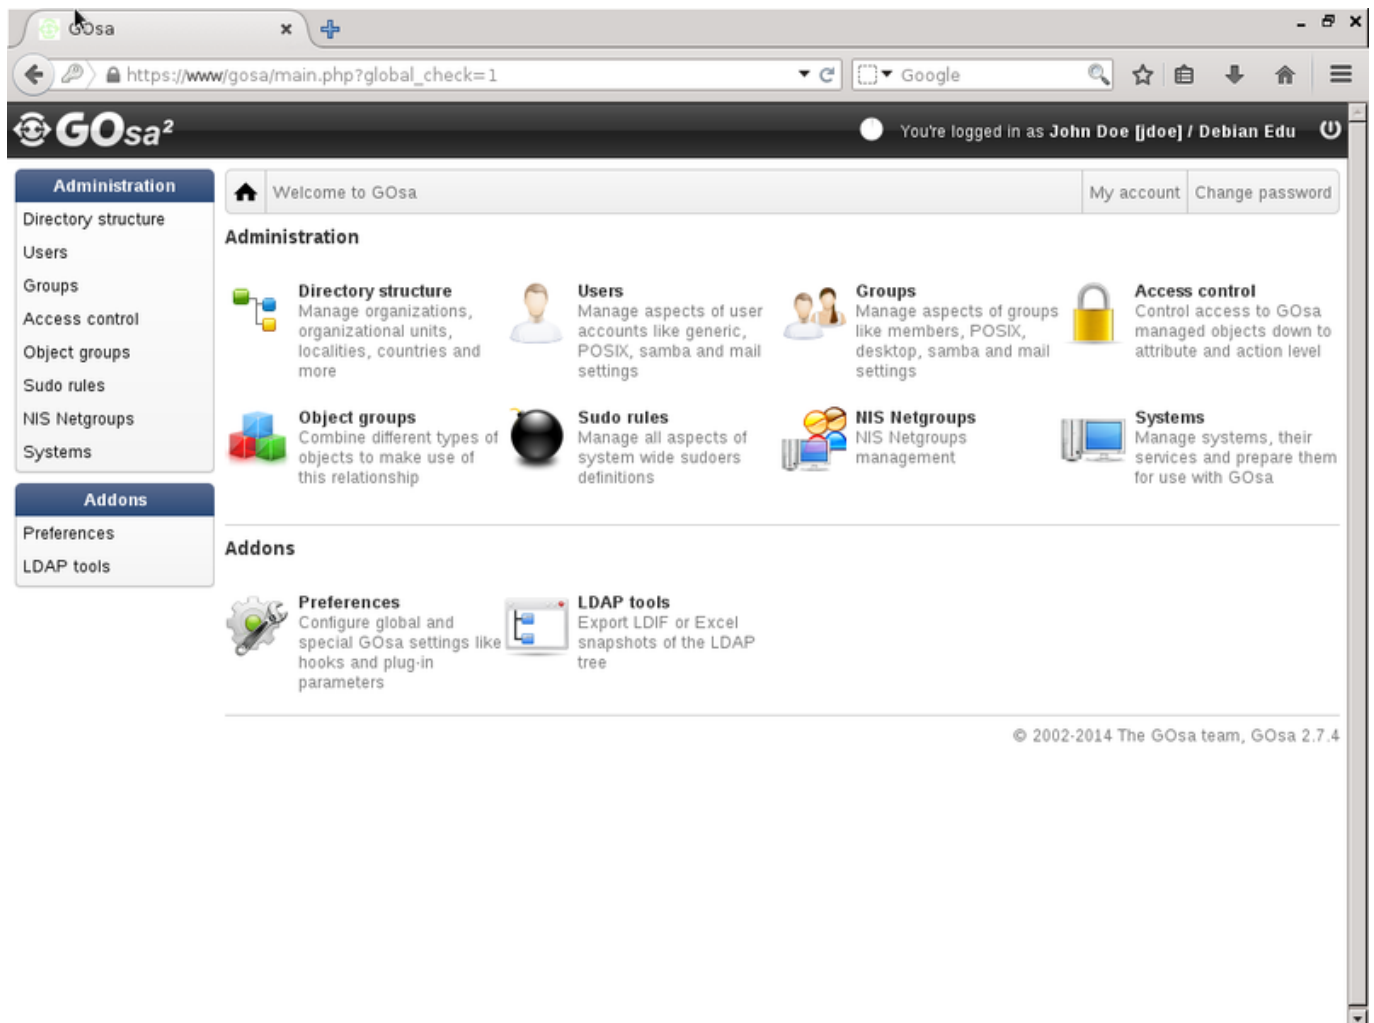 GOsa
https://www/gosa/main.php?global_check=1
Google
GOsa²
You're logged in as John Doe [jdoe] / Debian Edu
Administration
Directory structure
Users
Groups
Access control
Object groups
Sudo rules
NIS Netgroups
Systems
Addons
Preferences
LDAP tools
Welcome to GOsa
My account
Change password
Administration
Directory structure
Manage organizations,
organizational units,
localities, countries and
more
Users
Manage aspects of user
accounts like generic,
POSIX, samba and mail
settings
Groups
Manage aspects of groups
like members, POSIX,
desktop, samba and mail
settings
Access control
Control access to GOsa
managed objects down to
attribute and action level
Object groups
Combine different types of
objects to make use of
this relationship
Sudo rules
Manage all aspects of
system wide sudoers
definitions
NIS Netgroups
NIS Netgroups
management
Systems
Manage systems, their
services and prepare them
for use with GOsa
Addons
Preferences
Configure global and
special GOsa settings like
hooks and plug-in
parameters
LDAP tools
Export LDIF or Excel
snapshots of the LDAP
tree
© 2002-2014 The GOsa team, GOsa 2.7.4